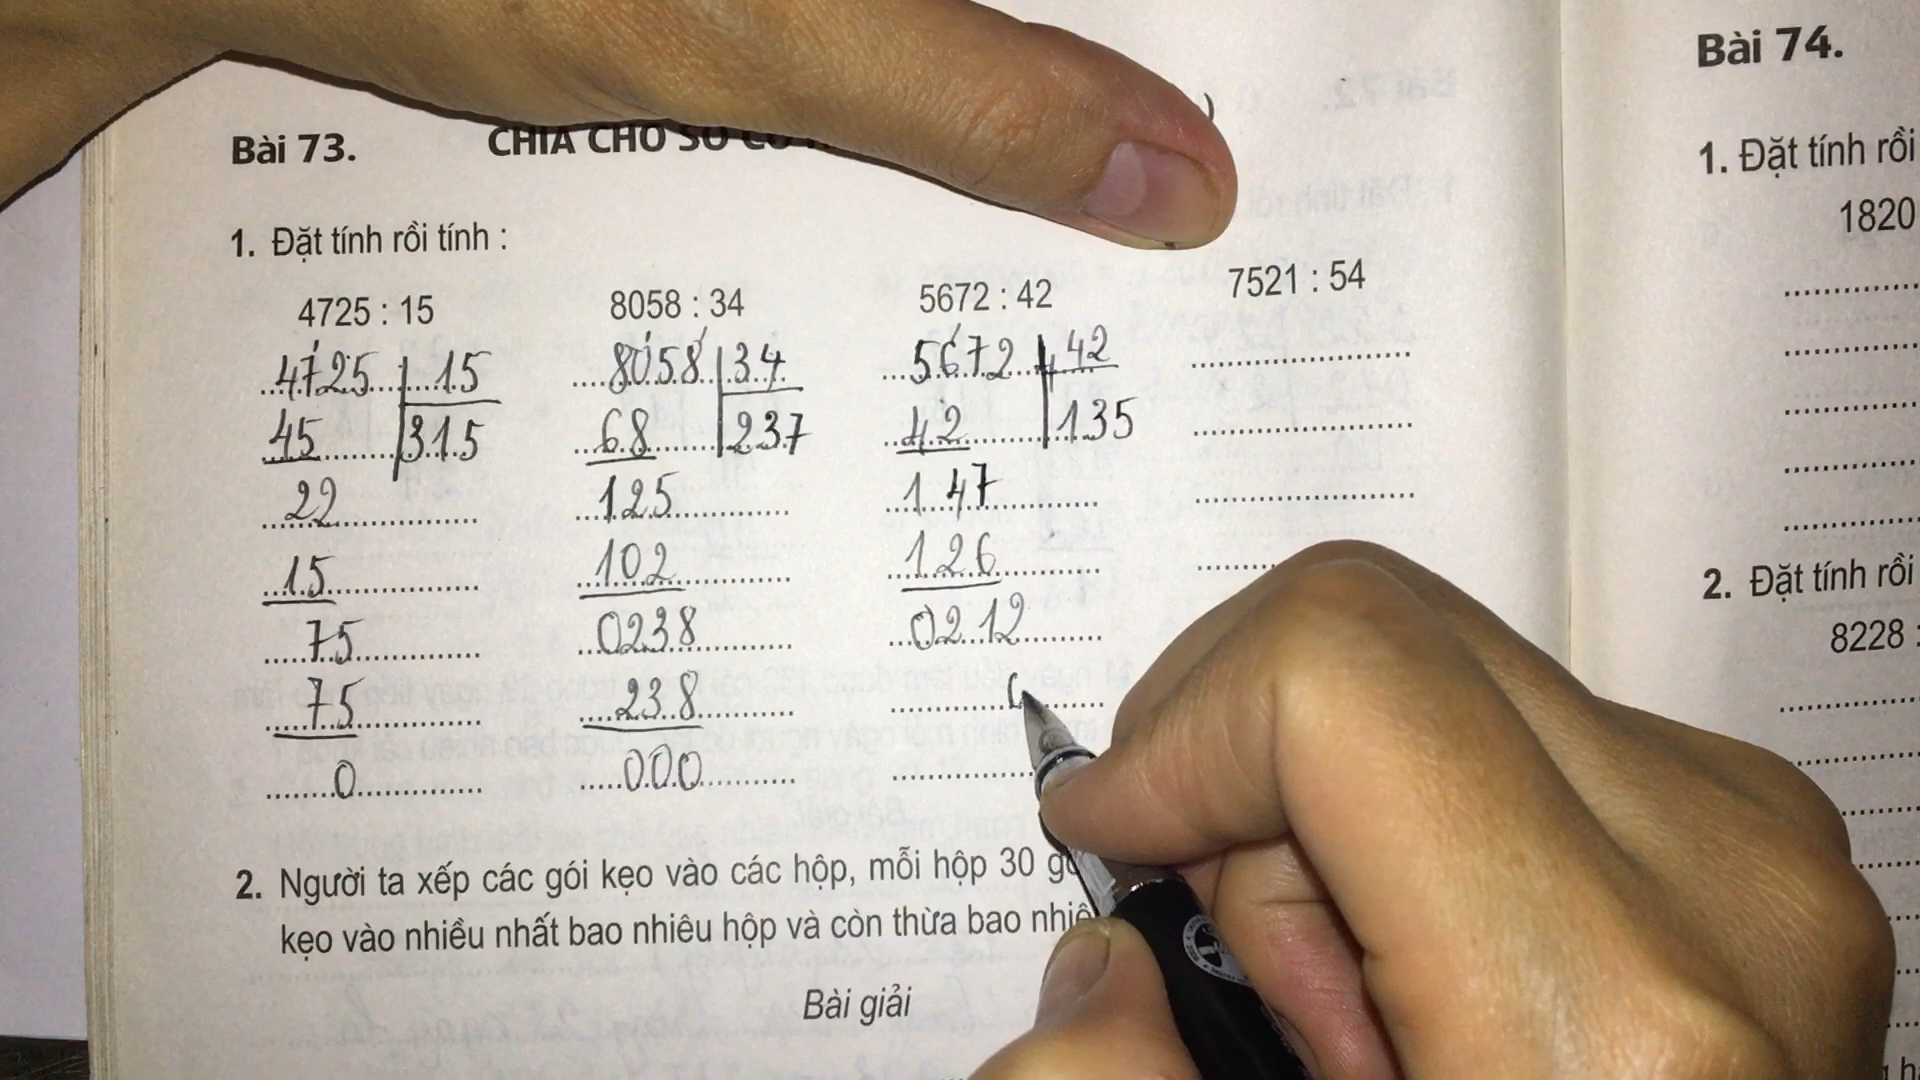 Bài 73. CHIA CHO SỐ CÓ
1. Đặt tính rồi tính :
4725 : 15 8058 : 34 5672 : 42 7521 : 54
4725 15 8058 34 5672 42
45 315 68 237 42 135
22 125 147
15 102 126
75 0238 0212
75 238
0 000
2. Người ta xếp các gói kẹo vào các hộp, mỗi hộp 30
kẹo vào nhiều nhất bao nhiêu hộp và còn thừa bao
Bài giải
Bài 74.
1. Đặt tính rồi
1820
2. Đặt tính rồi
8228 :